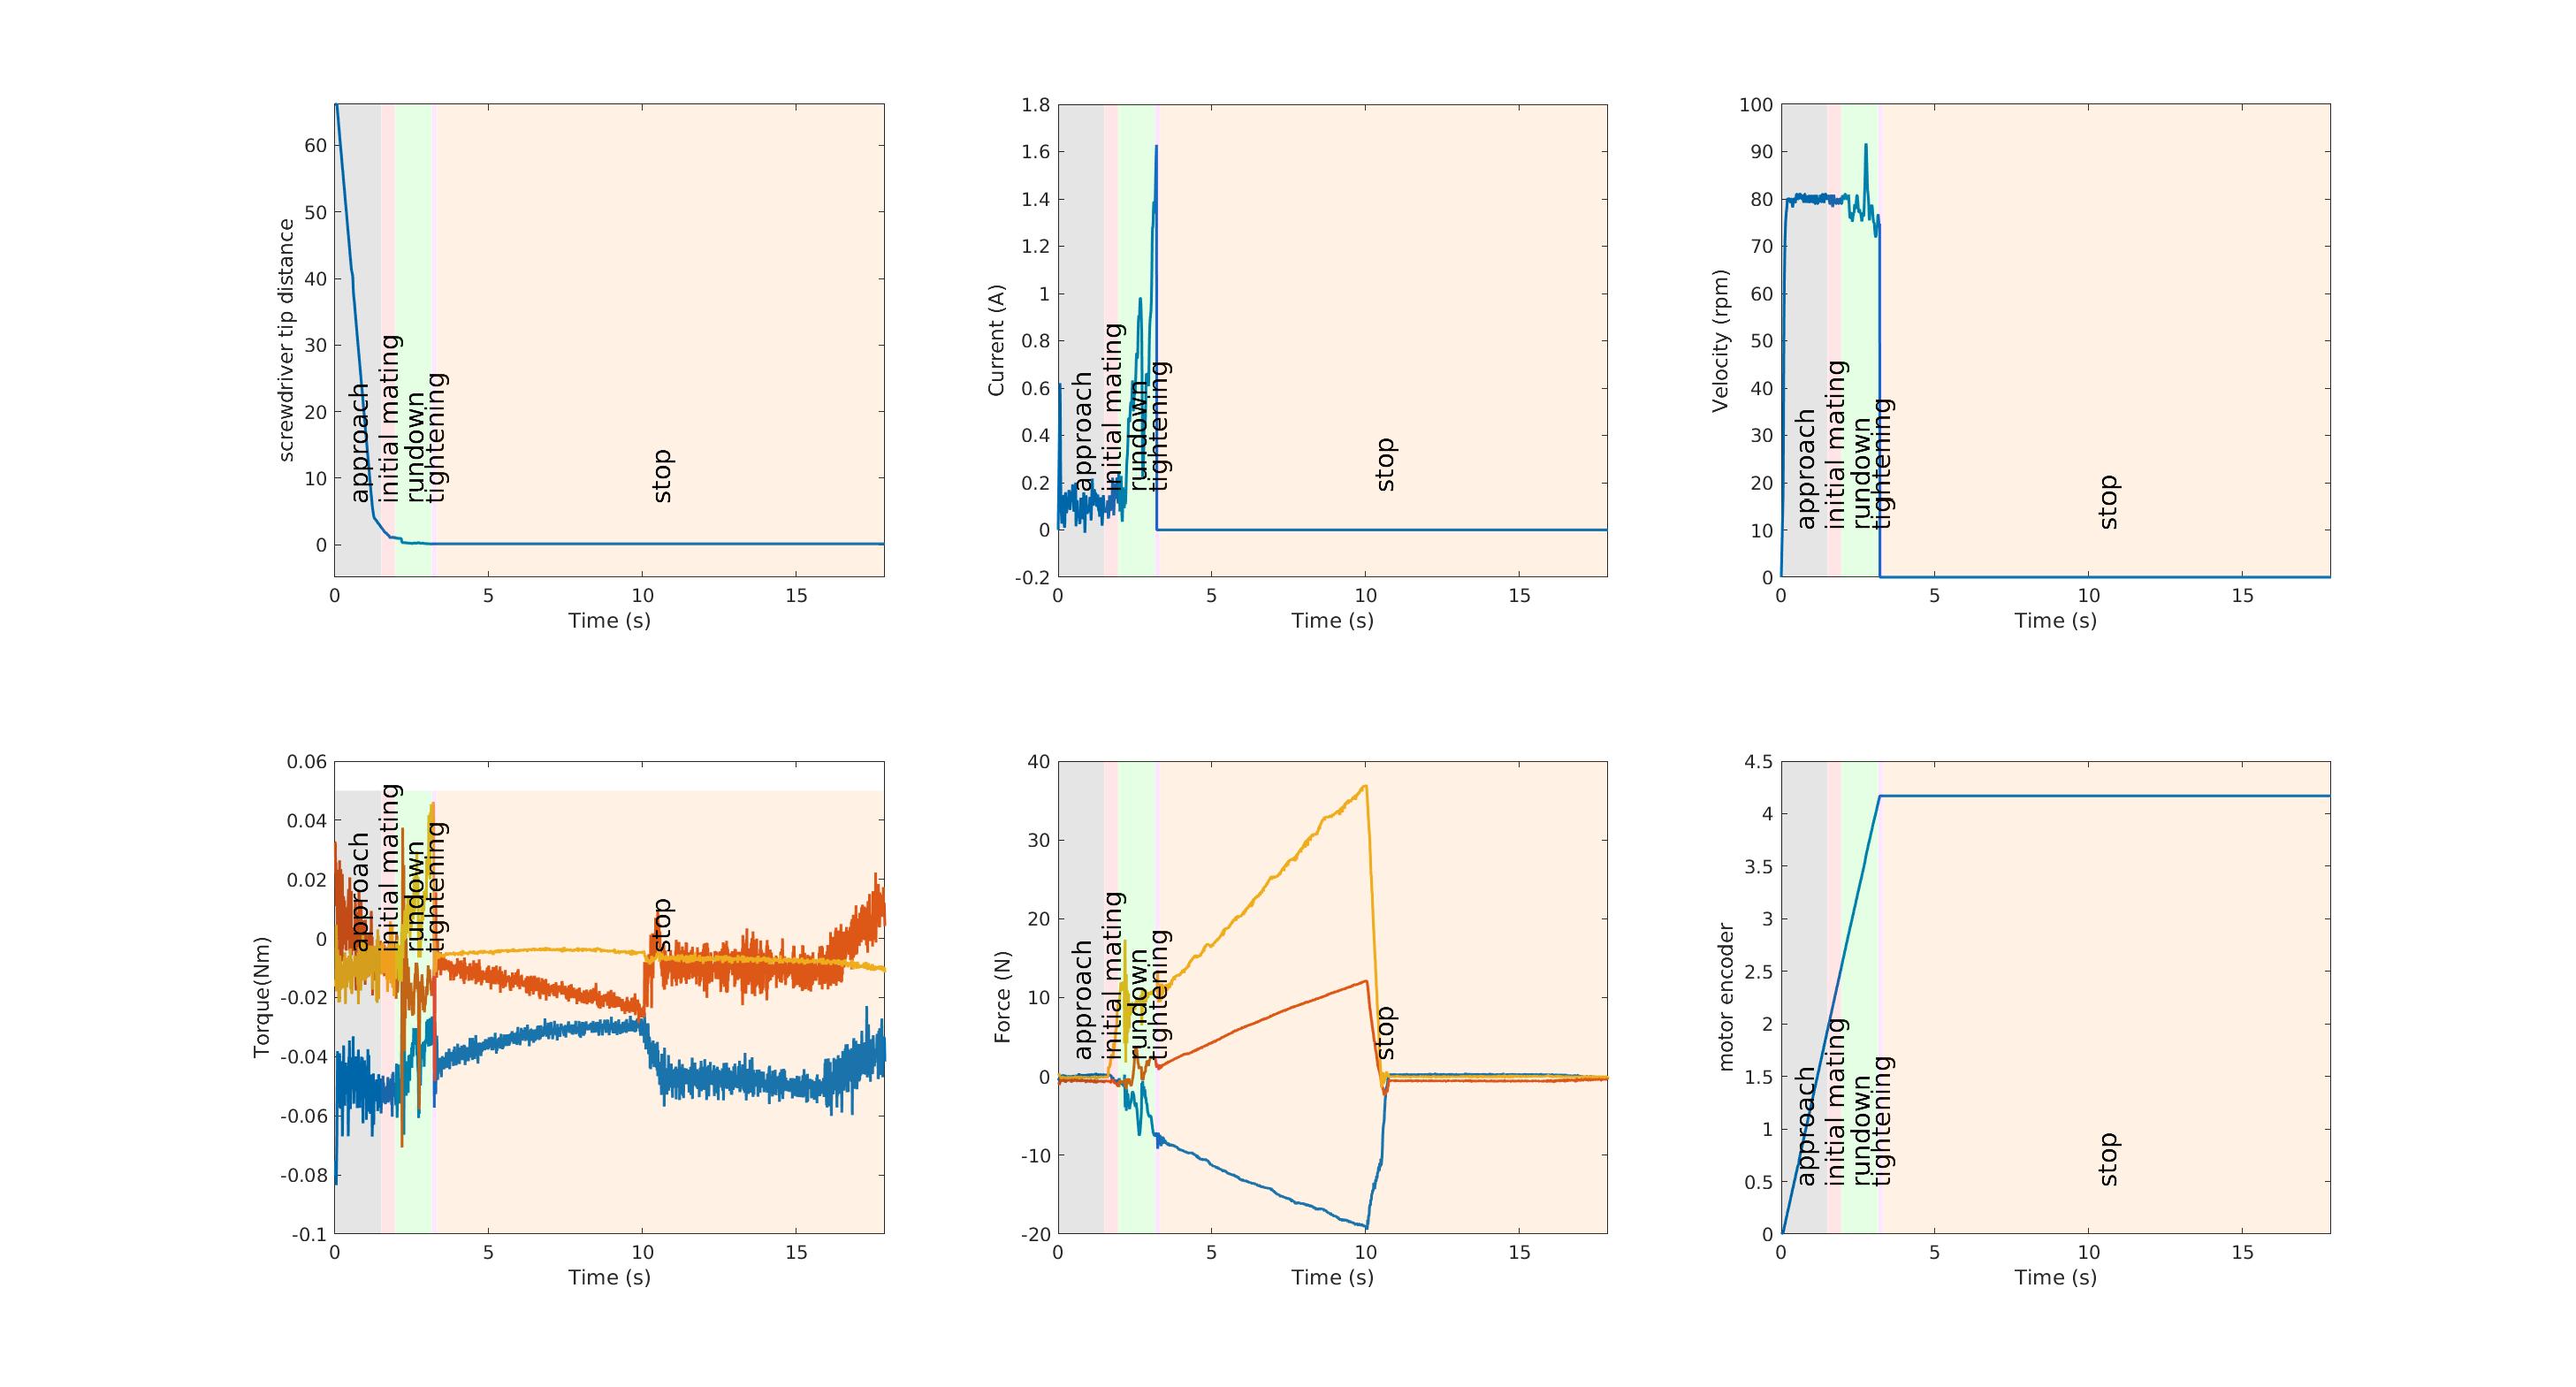 screwdriver tip distance
60
50
40
30
20
10
0
approach
initial mating
rundown
tightening
stop
0 5 10 15
Time (s)
Current (A)
1.8
1.6
1.4
1.2
1
0.8
0.6
0.4
0.2
0
-0.2
approach
initial mating
rundown
tightening
stop
0 5 10 15
Time (s)
Velocity (rpm)
100
90
80
70
60
50
40
30
20
10
0
approach
initial mating
rundown
tightening
stop
0 5 10 15
Time (s)
Torque(Nm)
0.06
0.04
0.02
0
-0.02
-0.04
-0.06
-0.08
-0.1
approach
initial mating
rundown
tightening
stop
0 5 10 15
Time (s)
Force (N)
40
30
20
10
0
-10
-20
approach
initial mating
rundown
tightening
stop
0 5 10 15
Time (s)
motor encoder
4.5
4
3.5
3
2.5
2
1.5
1
0.5
0
approach
initial mating
rundown
tightening
stop
0 5 10 15
Time (s)